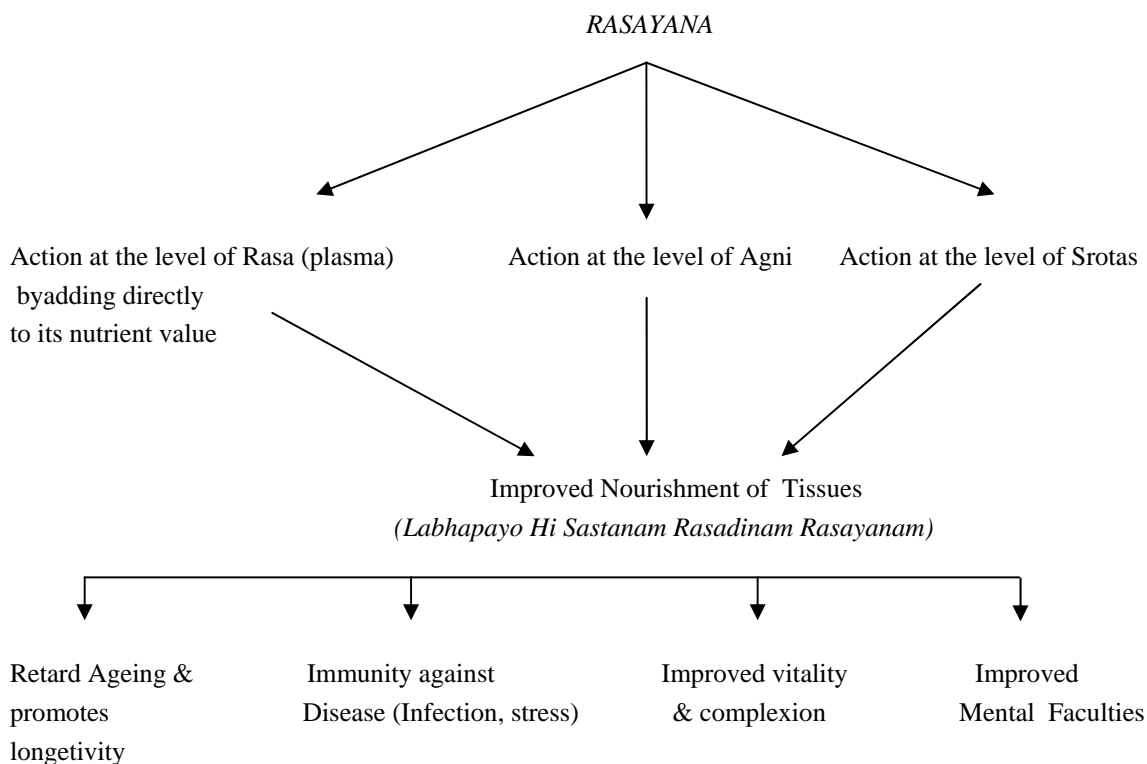 RASAYANA
Action at the level of Rasa (plasma)
byadding directly
to its nutrient value
Action at the level of Agni
Action at the level of Srotas
Improved Nourishment of Tissues
(Labhapayo Hi Sastanam Rasadinam Rasayanam)
Retard Ageing &
promotes
longetivity
Immunity against
Disease (Infection, stress)
Improved vitality
& complexion
Improved
Mental Faculties